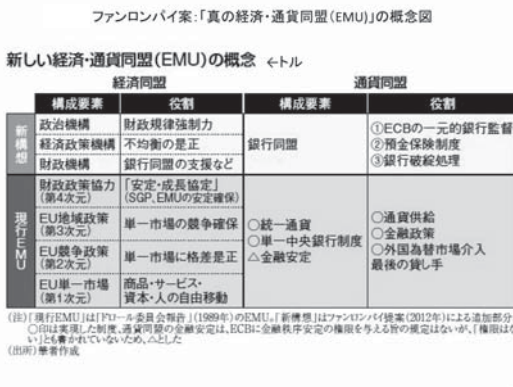 ファンロンパイ案:「真の経済・通貨同盟(EMU)」の概念図
新しい経済・通貨同盟(EMU)の概念 ←トル
経済同盟 通貨同盟
構成要素 役割 構成要素 役割
新構想
政治機構 財政規律強制力
経済政策機構 不均衡の是正
財政機構 銀行同盟の支援など
銀行同盟
①ECBの一元的銀行監督
②預金保険制度
③銀行破綻処理
現行EMU
財政政策協力
(第4次元)
「安定・成長協定」
(SGP、EMUの安定確保)
EU地域政策
(第3次元)
単一市場の競争確保
EU競争政策
(第2次元)
単一市場に格差是正
EU単一市場
(第1次元)
商品・サービス・
資本・人の自由移動
○統一通貨
○単一中央銀行制度
△金融安定
○通貨供給
○金融政策
○外国為替市場介入
最後の貸し手
(注)「現行EMU」は「ドロール委員会報告」(1989年)のEMU。「新構想」はファンロンパイ提案(2012年)による追加部分
○印は実現した制度、通貨同盟の金融安定は、ECBに金融秩序安定の権限を与える旨の規定はないが、「権限はな
い」とも書かれていないため、△とした
(出所)筆者作成